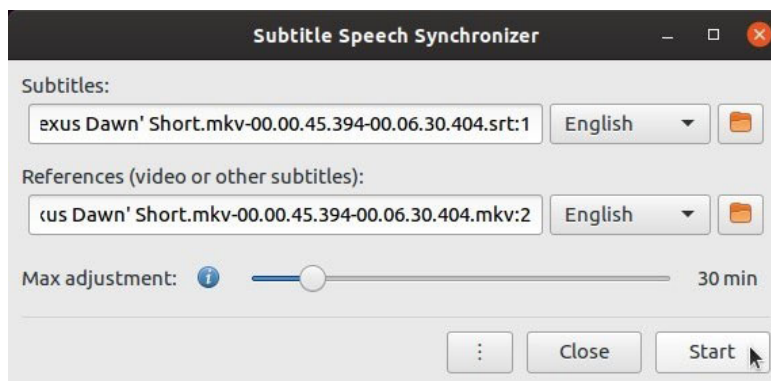 Subtitle Speech Synchronizer
Subtitles:
exus Dawn' Short.mkv-00.00.45.394-00.06.30.404.srt:1 English
References (video or other subtitles):
xus Dawn' Short.mkv-00.00.45.394-00.06.30.404.mkv:2 English
Max adjustment: 30 min
Close Start